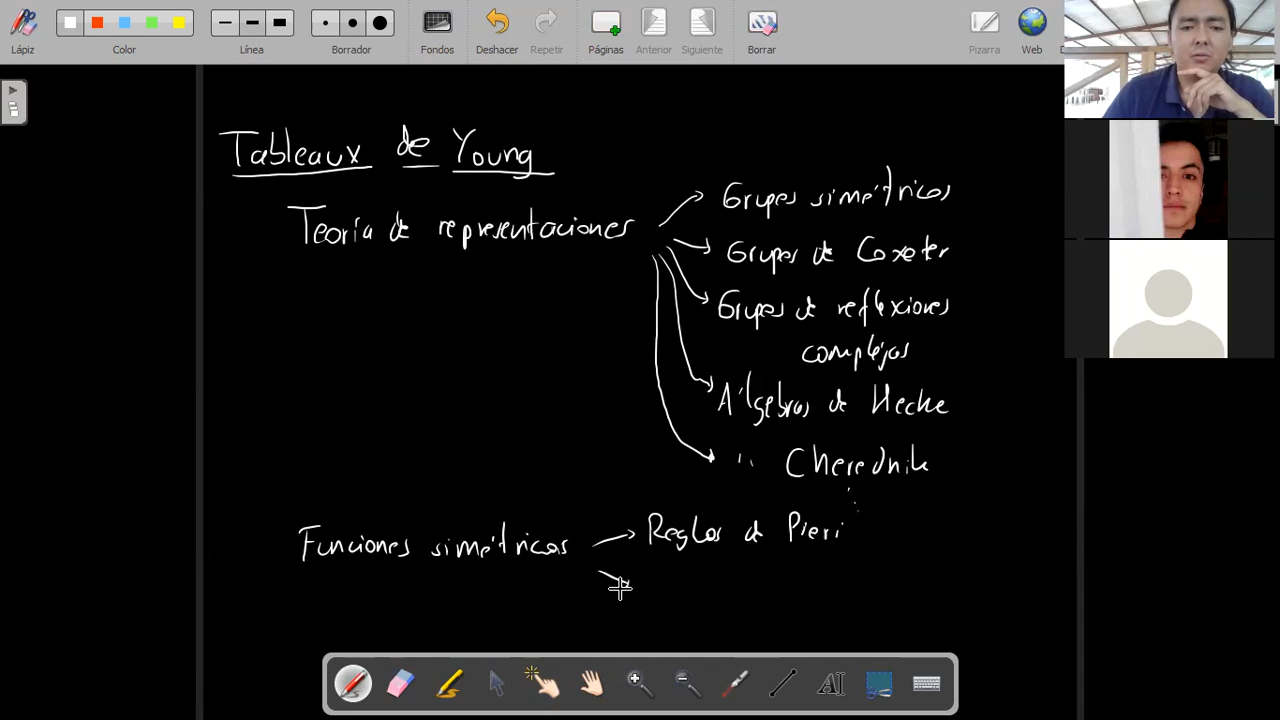 Lápiz
Color
Línea
Borrador
Fondos
Deshacer
Repetir
Páginas
Anterior
Siguiente
Borrar
Pizarra
Web
Tableaux de Young
Teoría de representaciones
Grupos simétricos
Grupos de Coxeter
Grupos de reflexiones
complejos
Álgebras de Hecke
" Cherednik
Funciones simétricas
Reglas de Pieri
AI